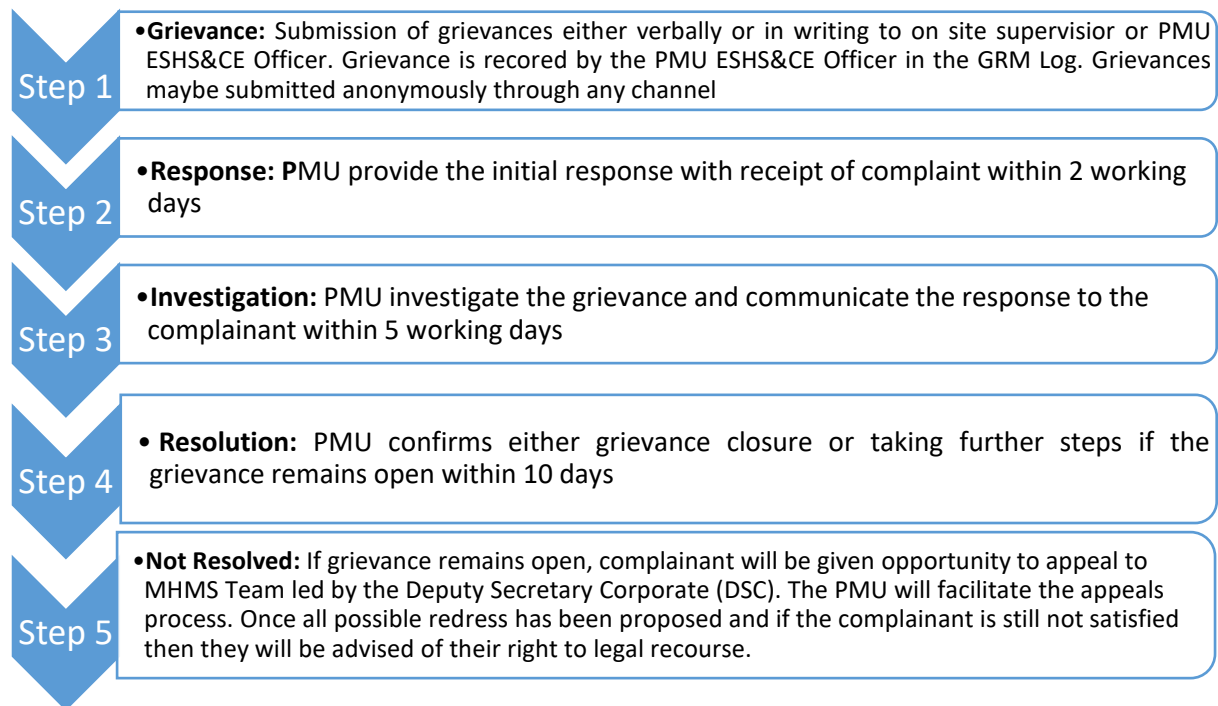 Step 1
•Grievance: Submission of grievances either verbally or in writing to on site supervisior or PMU
ESHS&CE Officer. Grievance is recored by the PMU ESHS&CE Officer in the GRM Log. Grievances
maybe submitted anonymously through any channel
Step 2
•Response: PMU provide the initial response with receipt of complaint within 2 working
days
Step 3
•Investigation: PMU investigate the grievance and communicate the response to the
complainant within 5 working days
Step 4
• Resolution: PMU confirms either grievance closure or taking further steps if the
grievance remains open within 10 days
Step 5
•Not Resolved: If grievance remains open, complainant will be given opportunity to appeal to
MHMS Team led by the Deputy Secretary Corporate (DSC). The PMU will facilitate the appeals
process. Once all possible redress has been proposed and if the complainant is still not satisfied
then they will be advised of their right to legal recourse.